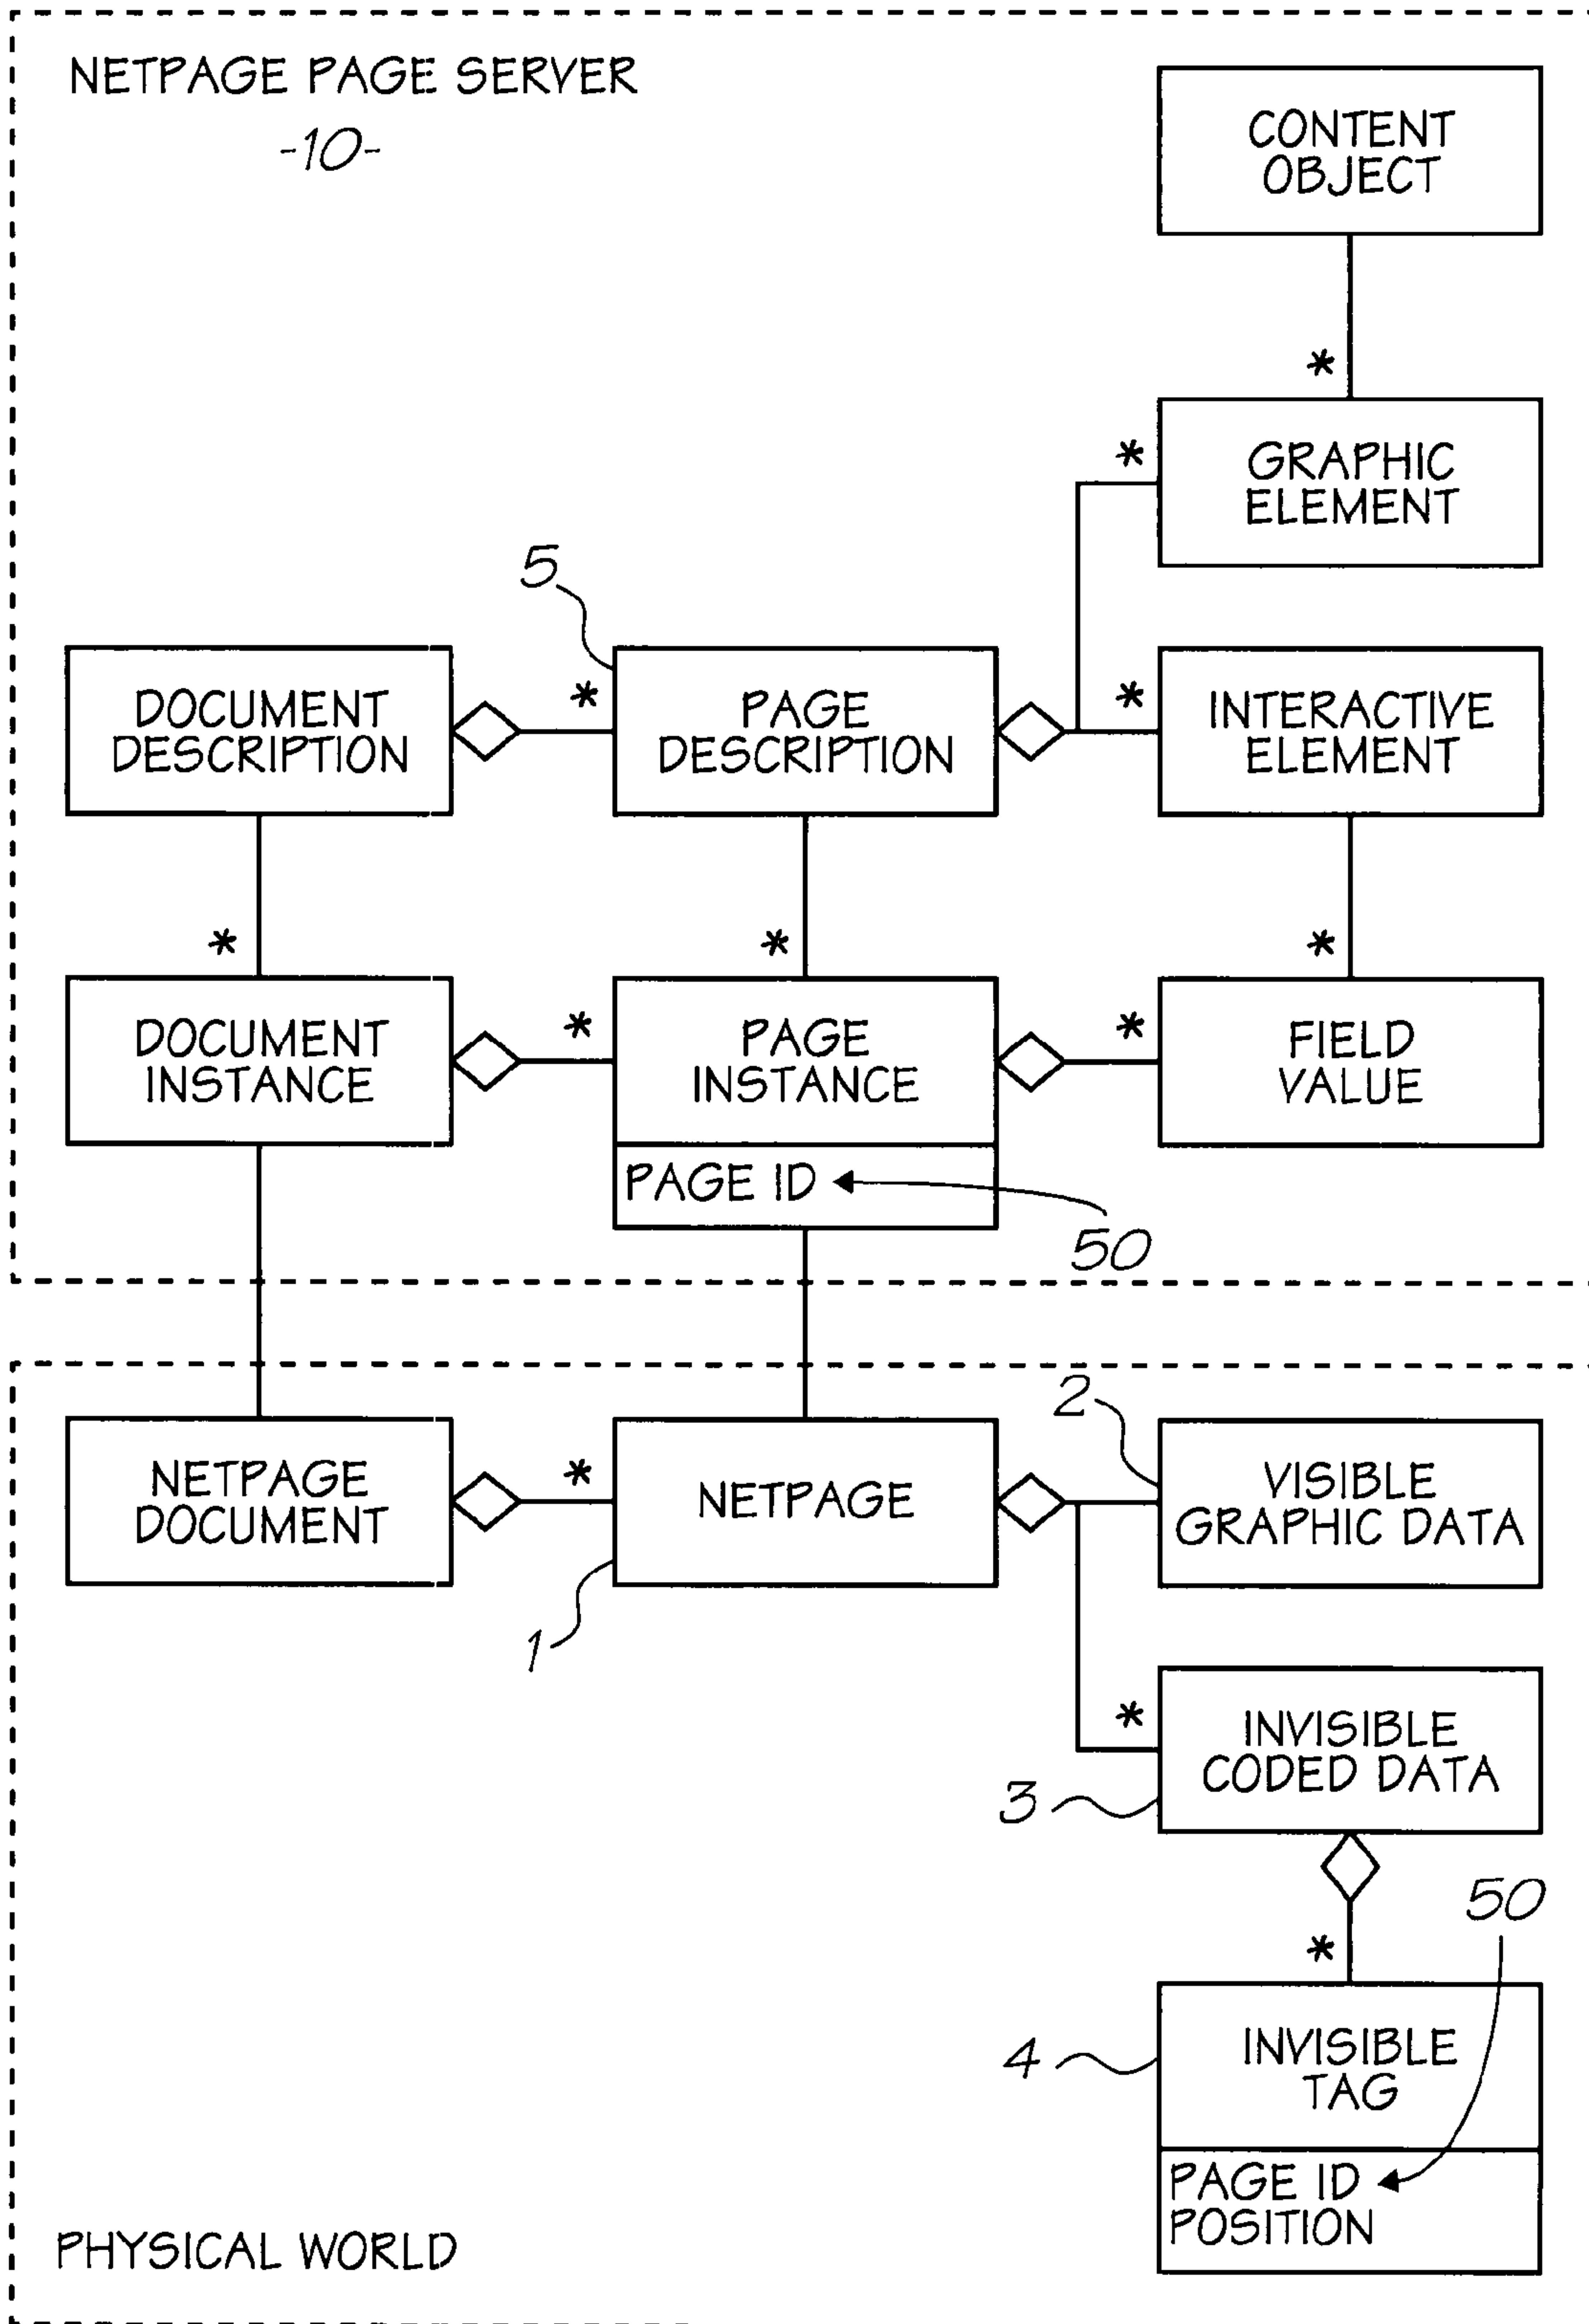 NETPAGE PAGE SERVER
-10-
CONTENT
OBJECT
*
*
GRAPHIC
ELEMENT
5
DOCUMENT
DESCRIPTION
*
PAGE
DESCRIPTION
*
INTERACTIVE
ELEMENT
*
*
*
DOCUMENT
INSTANCE
*
PAGE
INSTANCE
*
FIELD
VALUE
PAGE ID
50
2
NETPAGE
DOCUMENT
*
NETPAGE
VISIBLE
GRAPHIC DATA
1
*
INVISIBLE
CODED DATA
3
50
*
4
INVISIBLE
TAG
PAGE ID
POSITION
PHYSICAL WORLD